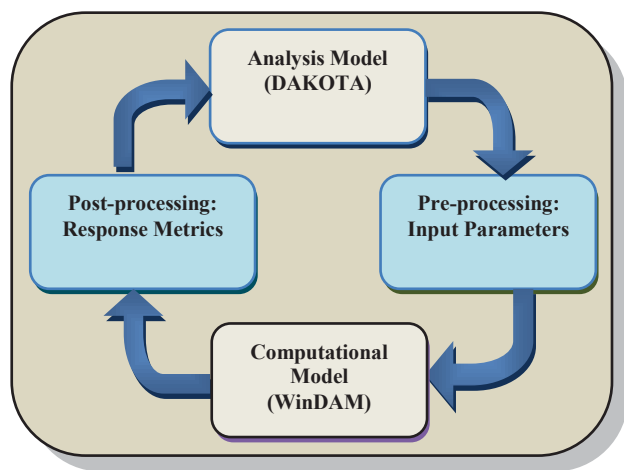 Analysis Model
(DAKOTA)
Post-processing:
Response Metrics
Pre-processing:
Input Parameters
Computational
Model
(WinDAM)